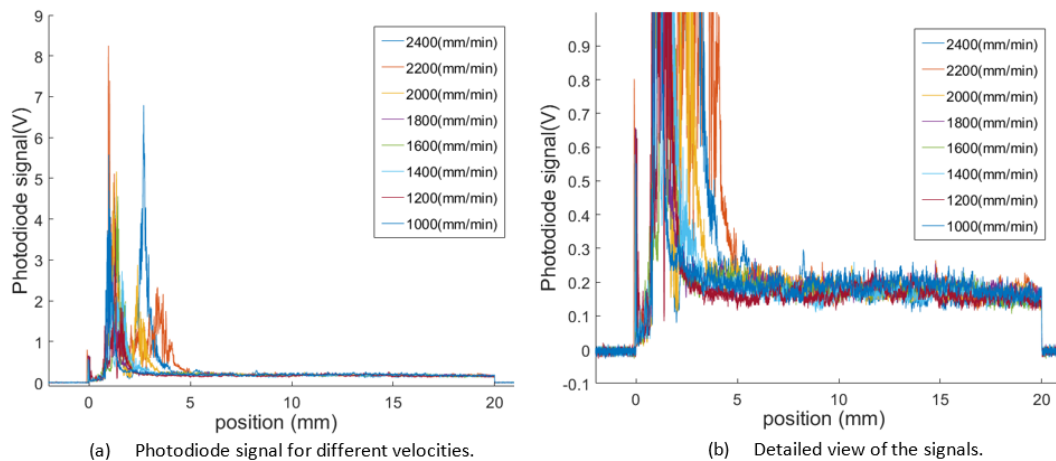 9
8
7
6
5
4
3
2
1
0
Photodiode signal(V)
0
5
10
15
20
position (mm)
2400(mm/min)
2200(mm/min)
2000(mm/min)
1800(mm/min)
1600(mm/min)
1400(mm/min)
1200(mm/min)
1000(mm/min)
(a) Photodiode signal for different velocities.
0.9
0.8
0.7
0.6
0.5
0.4
0.3
0.2
0.1
0
-0.1
Photodiode signal(V)
0
5
10
15
20
position (mm)
2400(mm/min)
2200(mm/min)
2000(mm/min)
1800(mm/min)
1600(mm/min)
1400(mm/min)
1200(mm/min)
1000(mm/min)
(b) Detailed view of the signals.